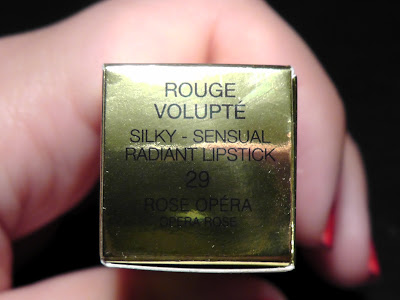 ROUGE
VOLUPTÉ
SILKY - SENSUAL
RADIANT LIPSTICK
29
ROSE OPÉRA
OPERA ROSE